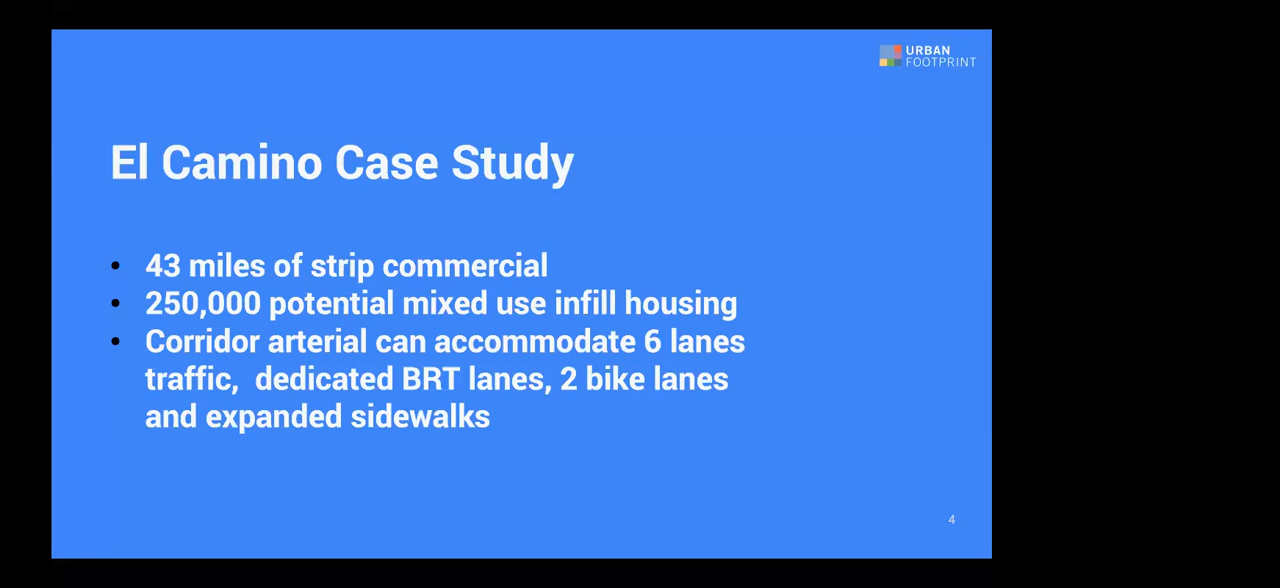 URBAN
FOOTPRINT
El Camino Case Study
• 43 miles of strip commercial
• 250,000 potential mixed use infill housing
• Corridor arterial can accommodate 6 lanes
traffic,  dedicated BRT lanes, 2 bike lanes
and expanded sidewalks
4